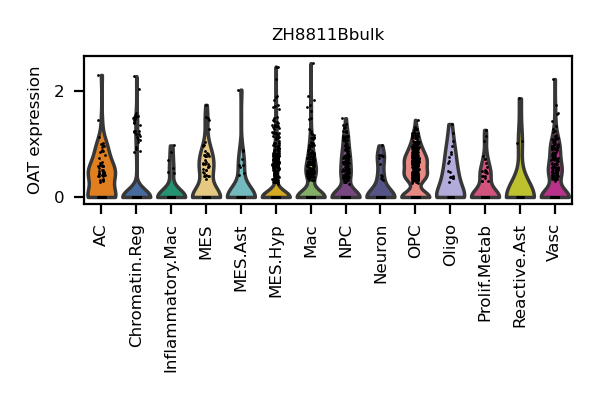 ZH8811Bbulk
OAT expression
2
0
AC
Chromatin.Reg
Inflammatory.Mac
MES
MES.Ast
MES.Hyp
Mac
NPC
Neuron
OPC
Oligo
Prolif.Metab
Reactive.Ast
Vasc